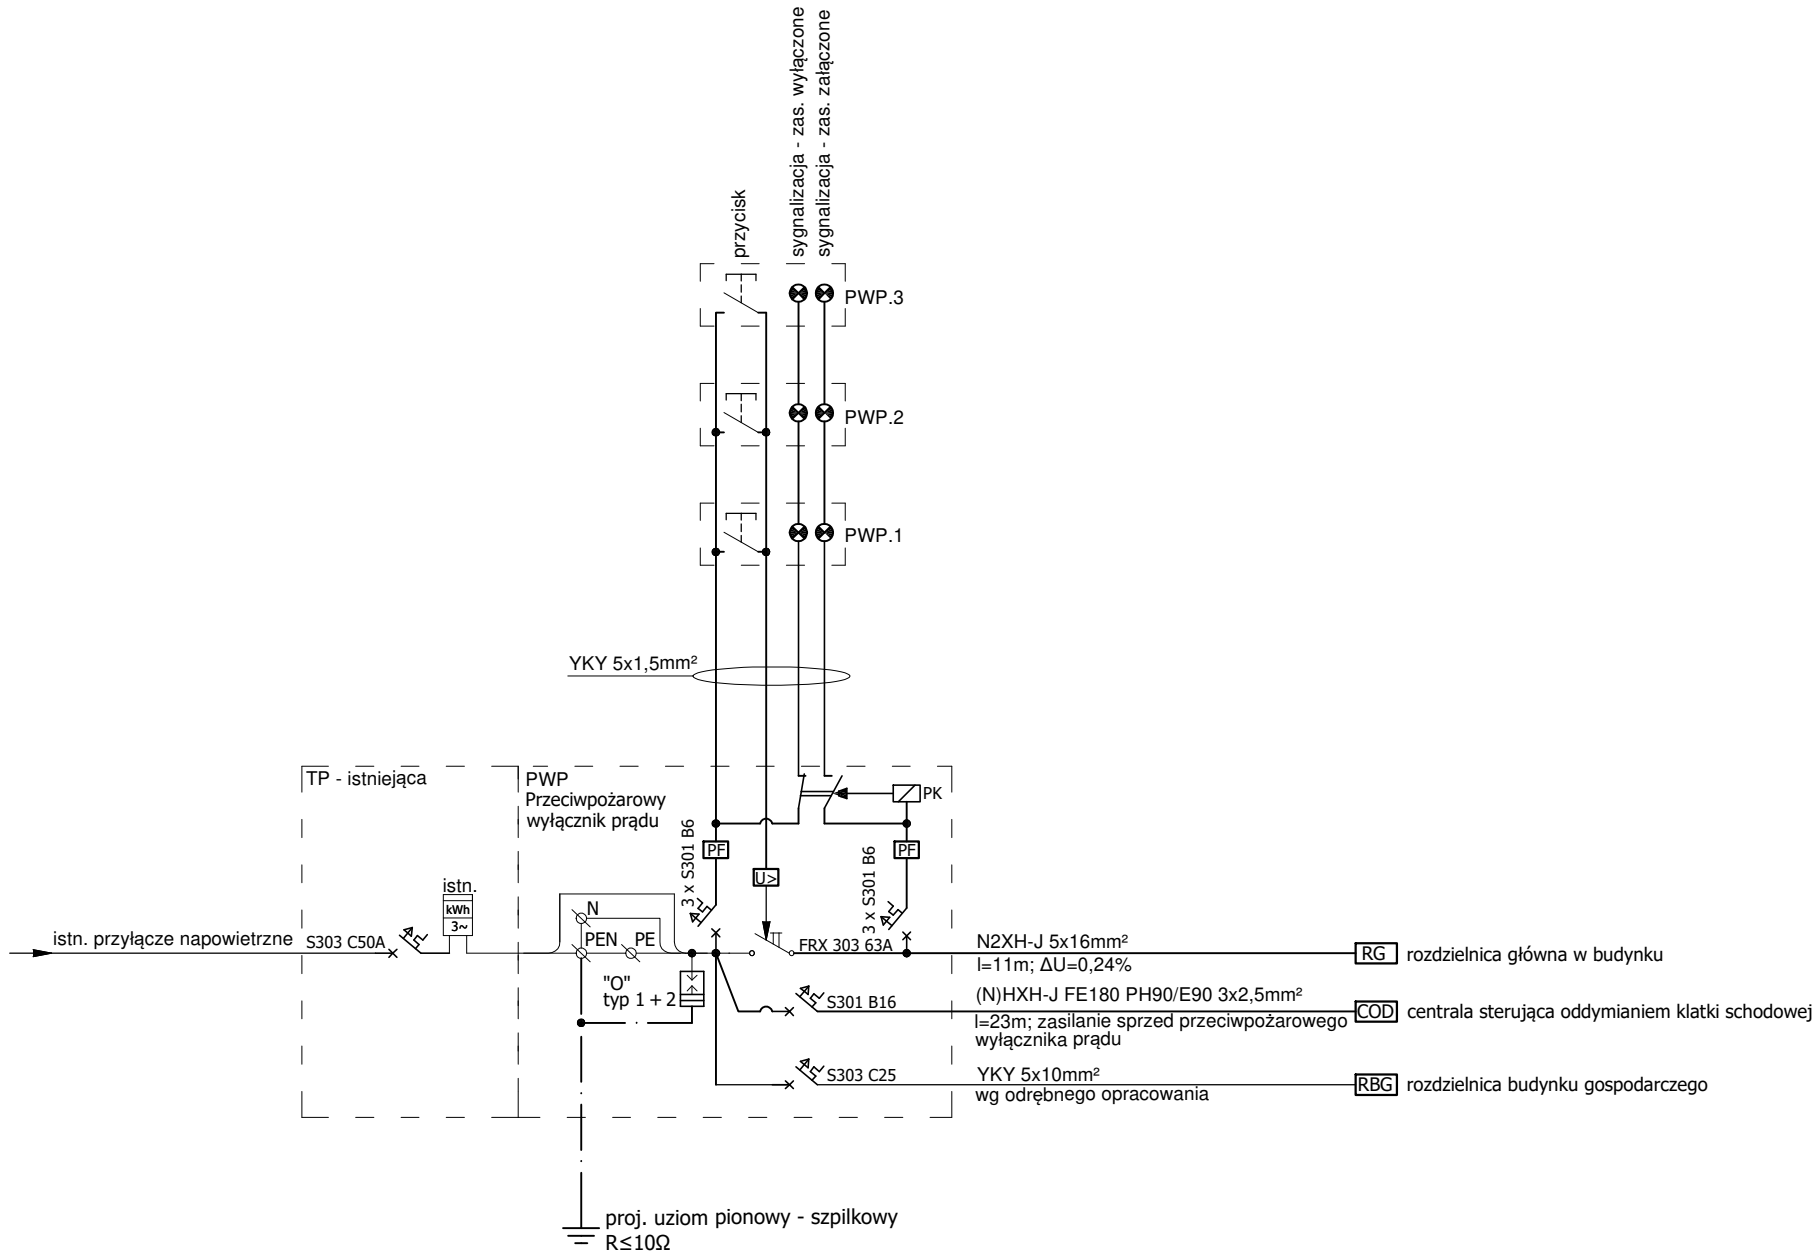 sygnalizacja - zas. wyłączone
sygnalizacja - zas. załączone
przycisk
PWP.3
PWP.2
PWP.1
YKY 5x1,5mm²
TP - istniejąca
PWP
Przeciwpożarowy
wyłącznik prądu
PK
3 x S301 B6
PF
3 x S301 B6
PF
U>
istn.
kWh
3~
N
PEN
PE
istn. przyłącze napowietrzne
S303 C50A
FRX 303 63A
N2XH-J 5x16mm²
l=11m; ΔU=0,24%
RG
rozdzielnica główna w budynku
"O"
typ 1 + 2
S301 B16
(N)HXH-J FE180 PH90/E90 3x2,5mm²
l=23m; zasilanie sprzed przeciwpożarowego
wyłącznika prądu
COD
centrala sterująca oddymianiem klatki schodowej
S303 C25
YKY 5x10mm²
wg odrębnego opracowania
RBG
rozdzielnica budynku gospodarczego
proj. uziom pionowy - szpilkowy
R≤10Ω